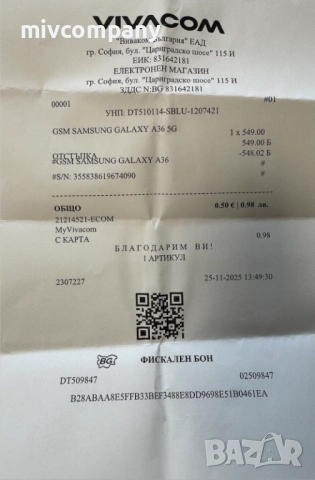 mivcompany
VIVACOM
"Виваком България" ЕАД
гр. София, бул. "Цариградско шосе" 115 И
ЕИК: 831642181
ЕЛЕКТРОНЕН МАГАЗИН
гр. София, бул. "Цариградско шосе" 115 И
ЗДДС N:BG 831642181
00001 #01
УНП: DT510114-SBLU-1207421
GSM SAMSUNG GALAXY A36 5G 1 x 549.00
549.00 Б
ОТСТЪПКА -548.02 Б
#GSM SAMSUNG GALAXY A36 #
#S/N: 355838619674090 #
ОБЩО 0.50 € | 0.98 лв.
21214521-ECOM
MyVivacom
С КАРТА 0.98
БЛАГОДАРИМ ВИ!
1 АРТИКУЛ
2307227 25-11-2025 13:49:30
BG ФИСКАЛЕН БОН
DT509847 02509847
B28ABAA8E5FFB33BEF3488E8DD9698E51B0461EA
BAZAR
bg